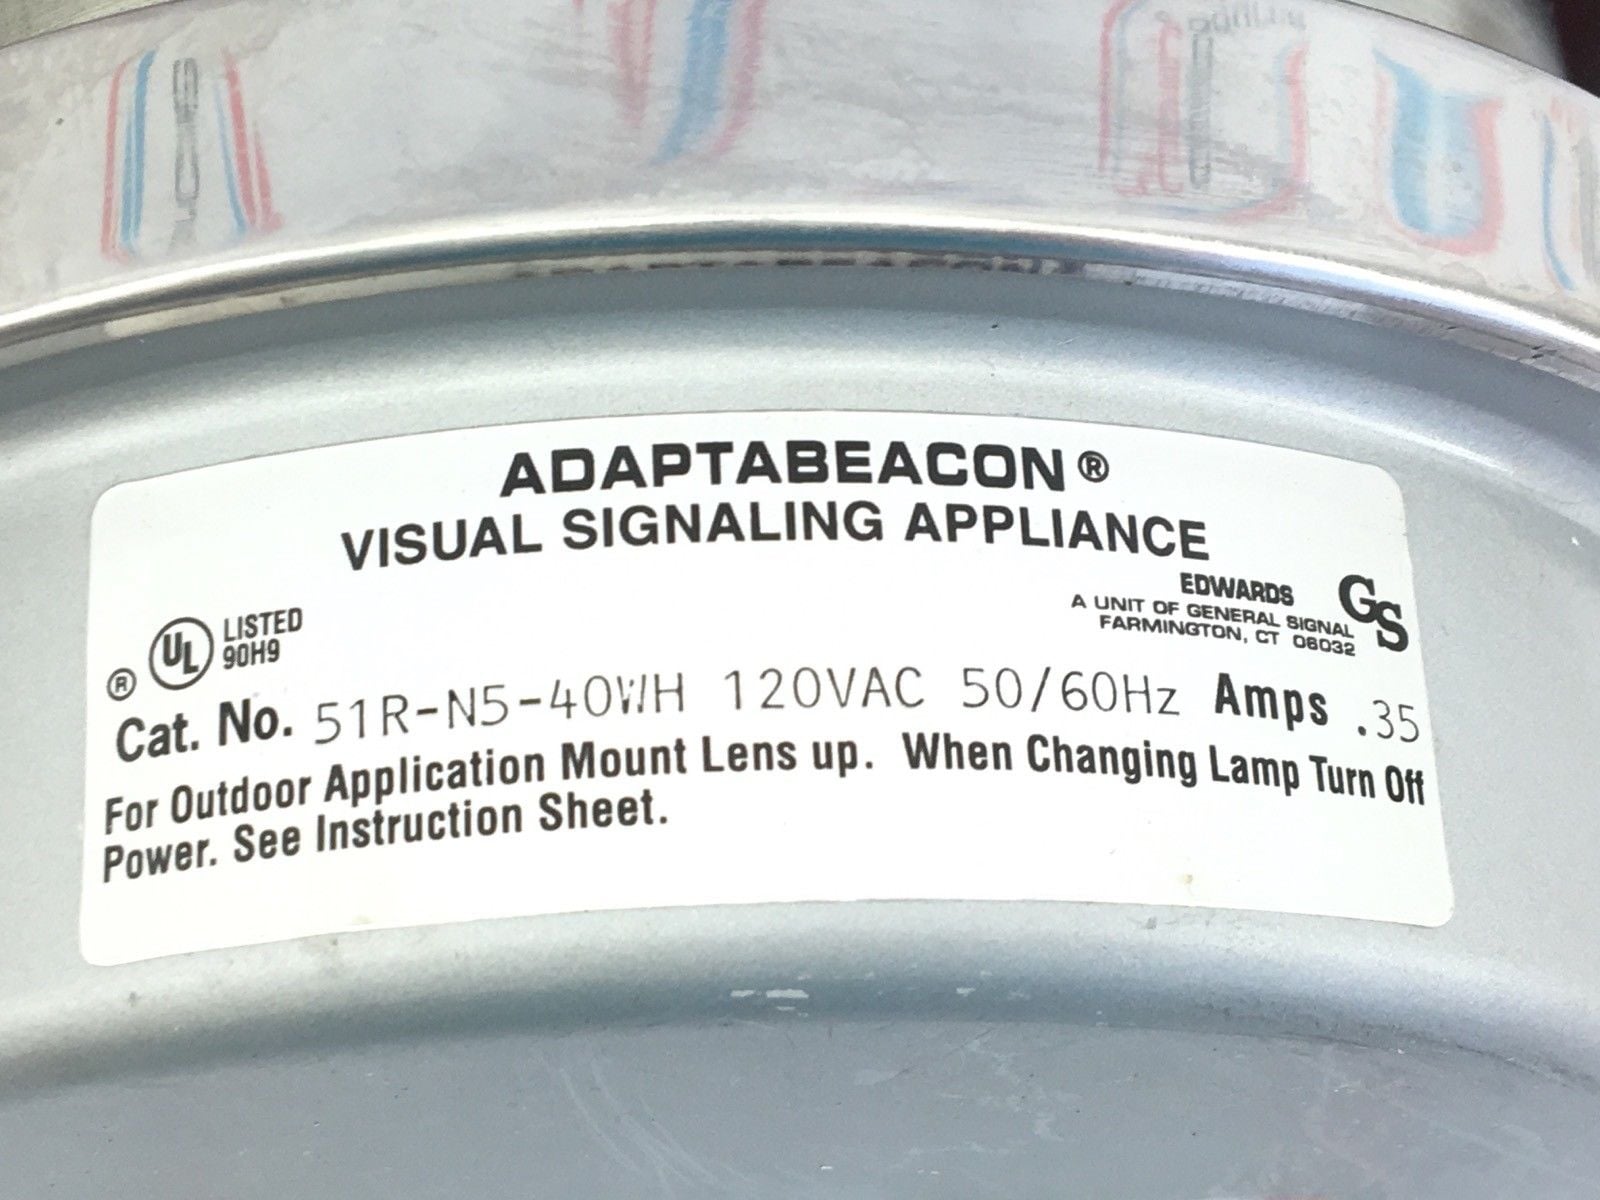 ADAPTABEACON®
VISUAL SIGNALING APPLIANCE
EDWARDS
A UNIT OF GENERAL SIGNAL
FARMINGTON, CT 06032
GS
UL LISTED
90H9
®
Cat. No. 51R-N5-40WH 120VAC 50/60Hz Amps .35
For Outdoor Application Mount Lens up. When Changing Lamp Turn Off
Power. See Instruction Sheet.